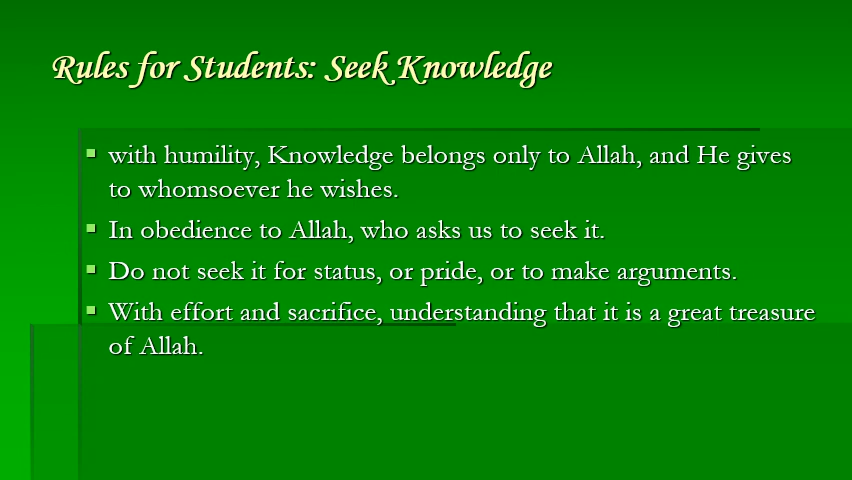 Rules for Students: Seek Knowledge
with humility, Knowledge belongs only to Allah, and He gives
to whomsoever he wishes.
In obedience to Allah, who asks us to seek it.
Do not seek it for status, or pride, or to make arguments.
With effort and sacrifice, understanding that it is a great treasure
of Allah.